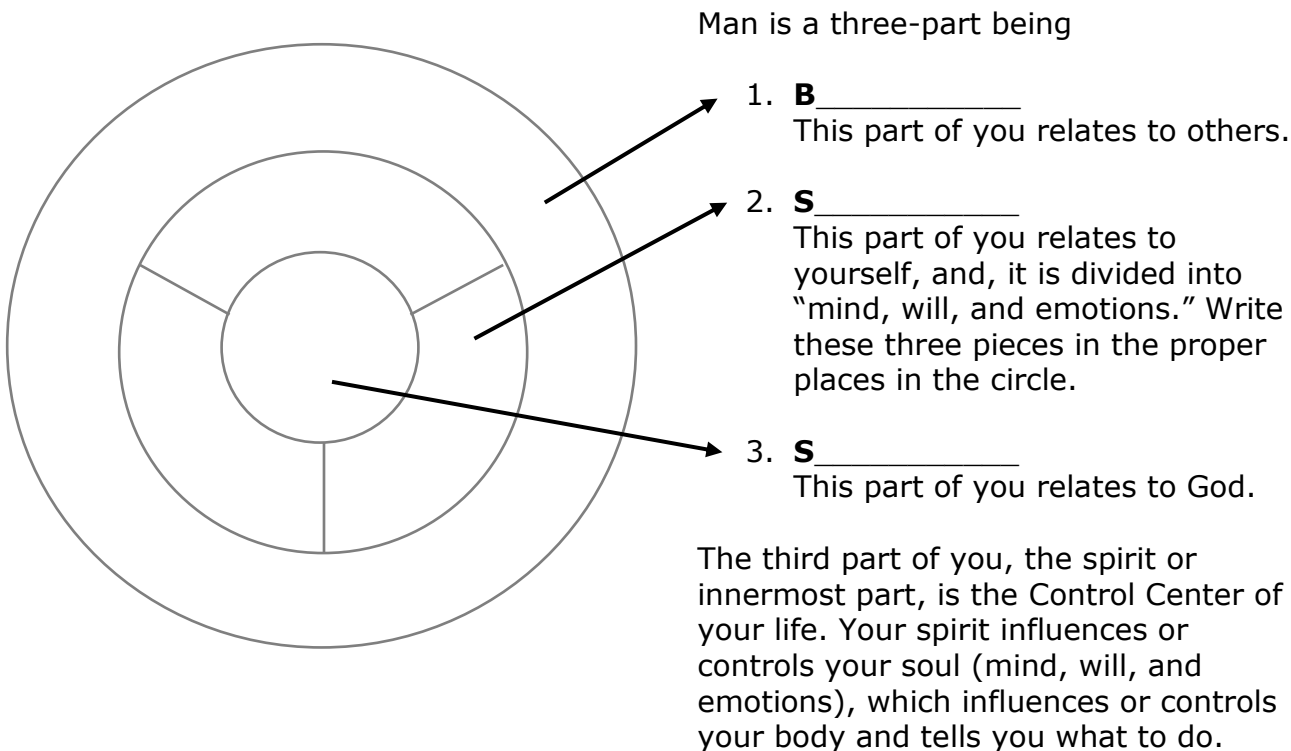 Man is a three-part being
1. B____________
This part of you relates to others.
2. S____________
This part of you relates to
yourself, and, it is divided into
“mind, will, and emotions.” Write
these three pieces in the proper
places in the circle.
3. S____________
This part of you relates to God.
The third part of you, the spirit or
innermost part, is the Control Center of
your life. Your spirit influences or
controls your soul (mind, will, and
emotions), which influences or controls
your body and tells you what to do.